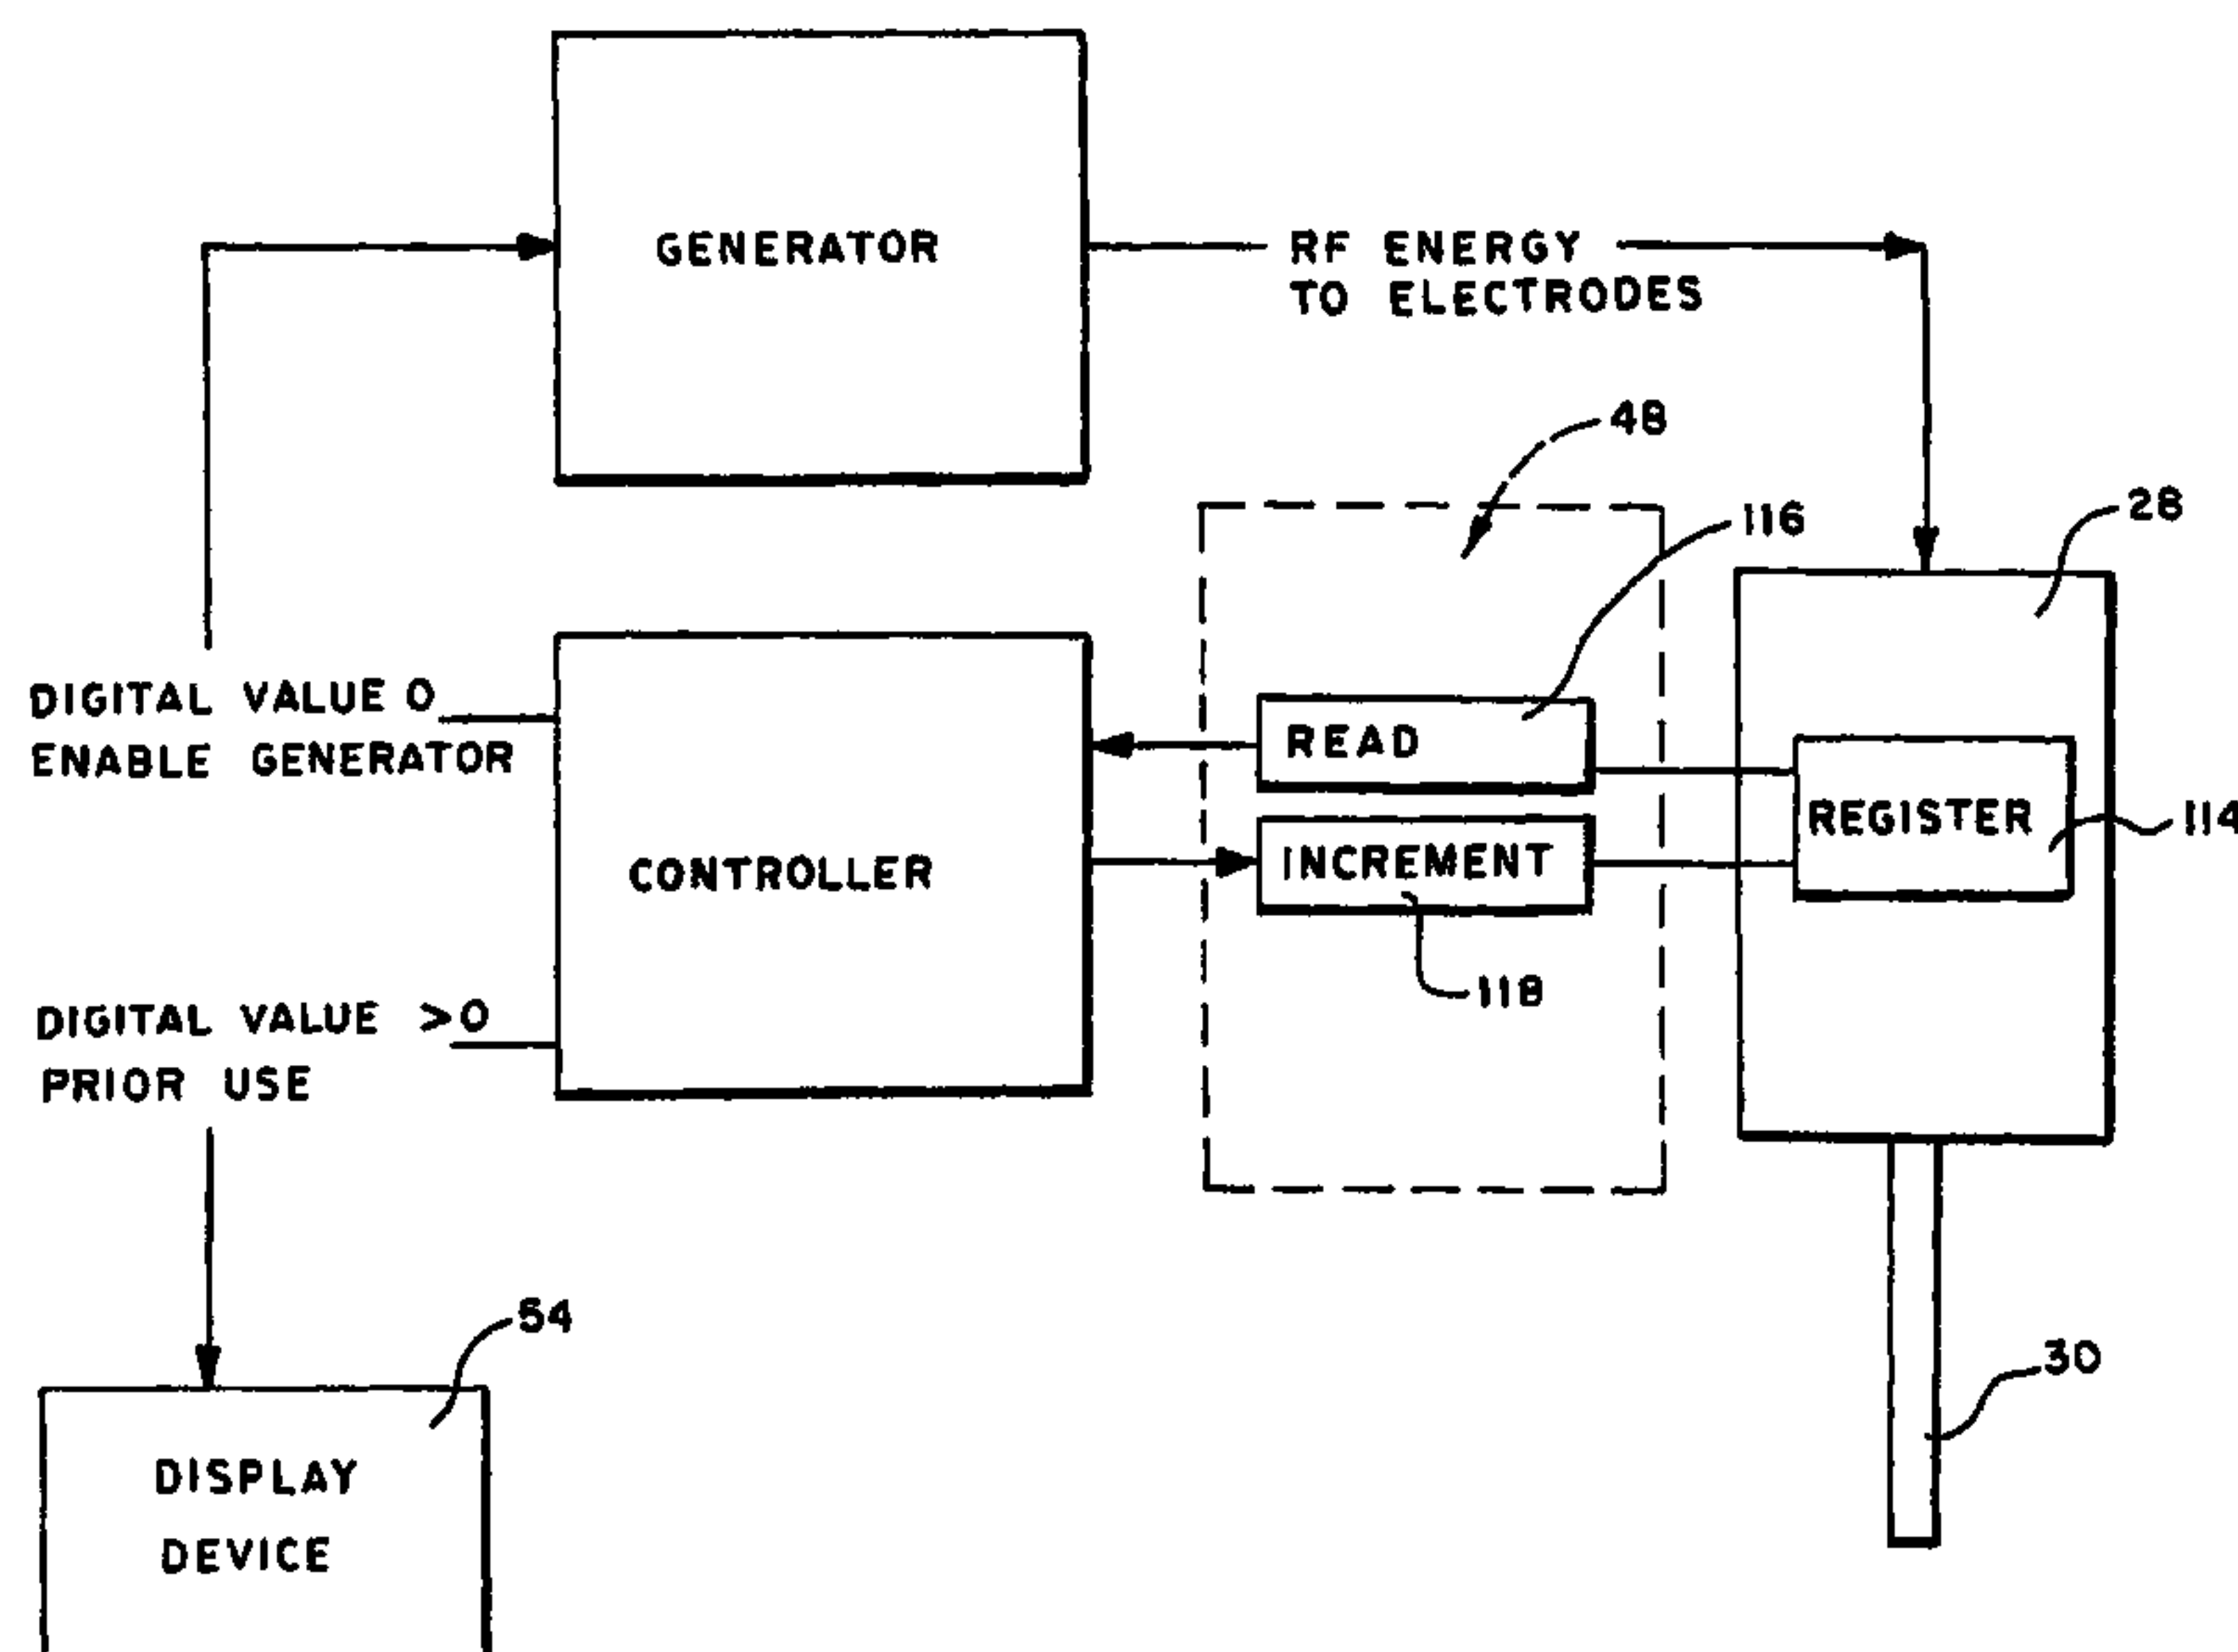 GENERATOR
RF ENERGY
TO ELECTRODES
48
116
28
DIGITAL VALUE 0
ENABLE GENERATOR
READ
REGISTER
114
CONTROLLER
INCREMENT
118
DIGITAL VALUE >0
PRIOR USE
54
30
DISPLAY
DEVICE